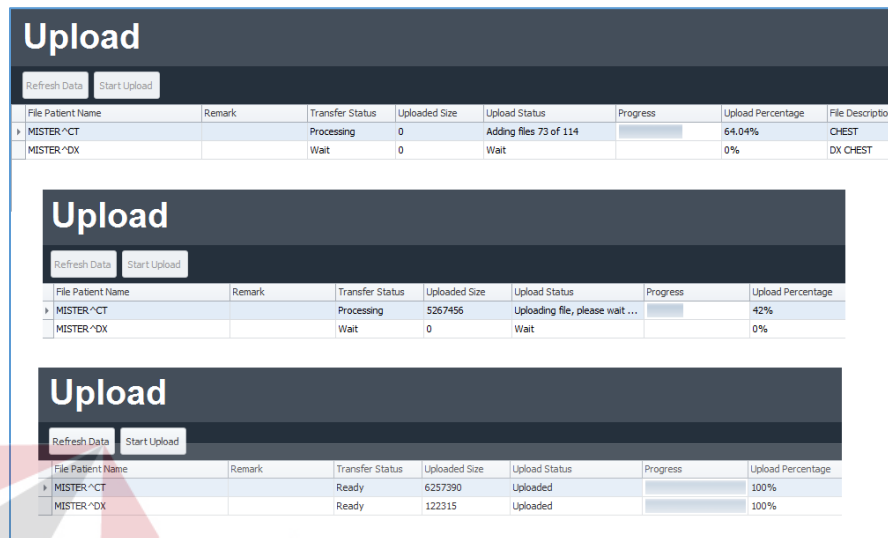 Upload
Refresh Data Start Upload
File Patient Name Remark Transfer Status Uploaded Size Upload Status Progress Upload Percentage File Descriptio
MISTER^CT Processing 0 Adding files 73 of 114 64.04% CHEST
MISTER^DX Wait 0 Wait 0% DX CHEST
Upload
Refresh Data Start Upload
File Patient Name Remark Transfer Status Uploaded Size Upload Status Progress Upload Percentage
MISTER^CT Processing 5267456 Uploading file, please wait ... 42%
MISTER^DX Wait 0 Wait 0%
Upload
Refresh Data Start Upload
File Patient Name Remark Transfer Status Uploaded Size Upload Status Progress Upload Percentage
MISTER^CT Ready 6257390 Uploaded 100%
MISTER^DX Ready 122315 Uploaded 100%